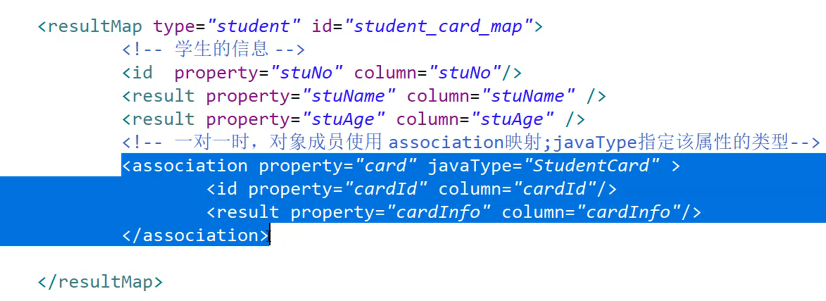 <resultMap type="student" id="student_card_map">
<!-- 学生的信息 -->
<id  property="stuNo" column="stuNo"/>
<result property="stuName" column="stuName" />
<result property="stuAge" column="stuAge" />
<!-- 一对一时，对象成员使用 association映射;javaType指定该属性的类型-->
<association property="card" javaType="StudentCard" >
<id property="cardId" column="cardId"/>
<result property="cardInfo" column="cardInfo"/>
</association>
</resultMap>